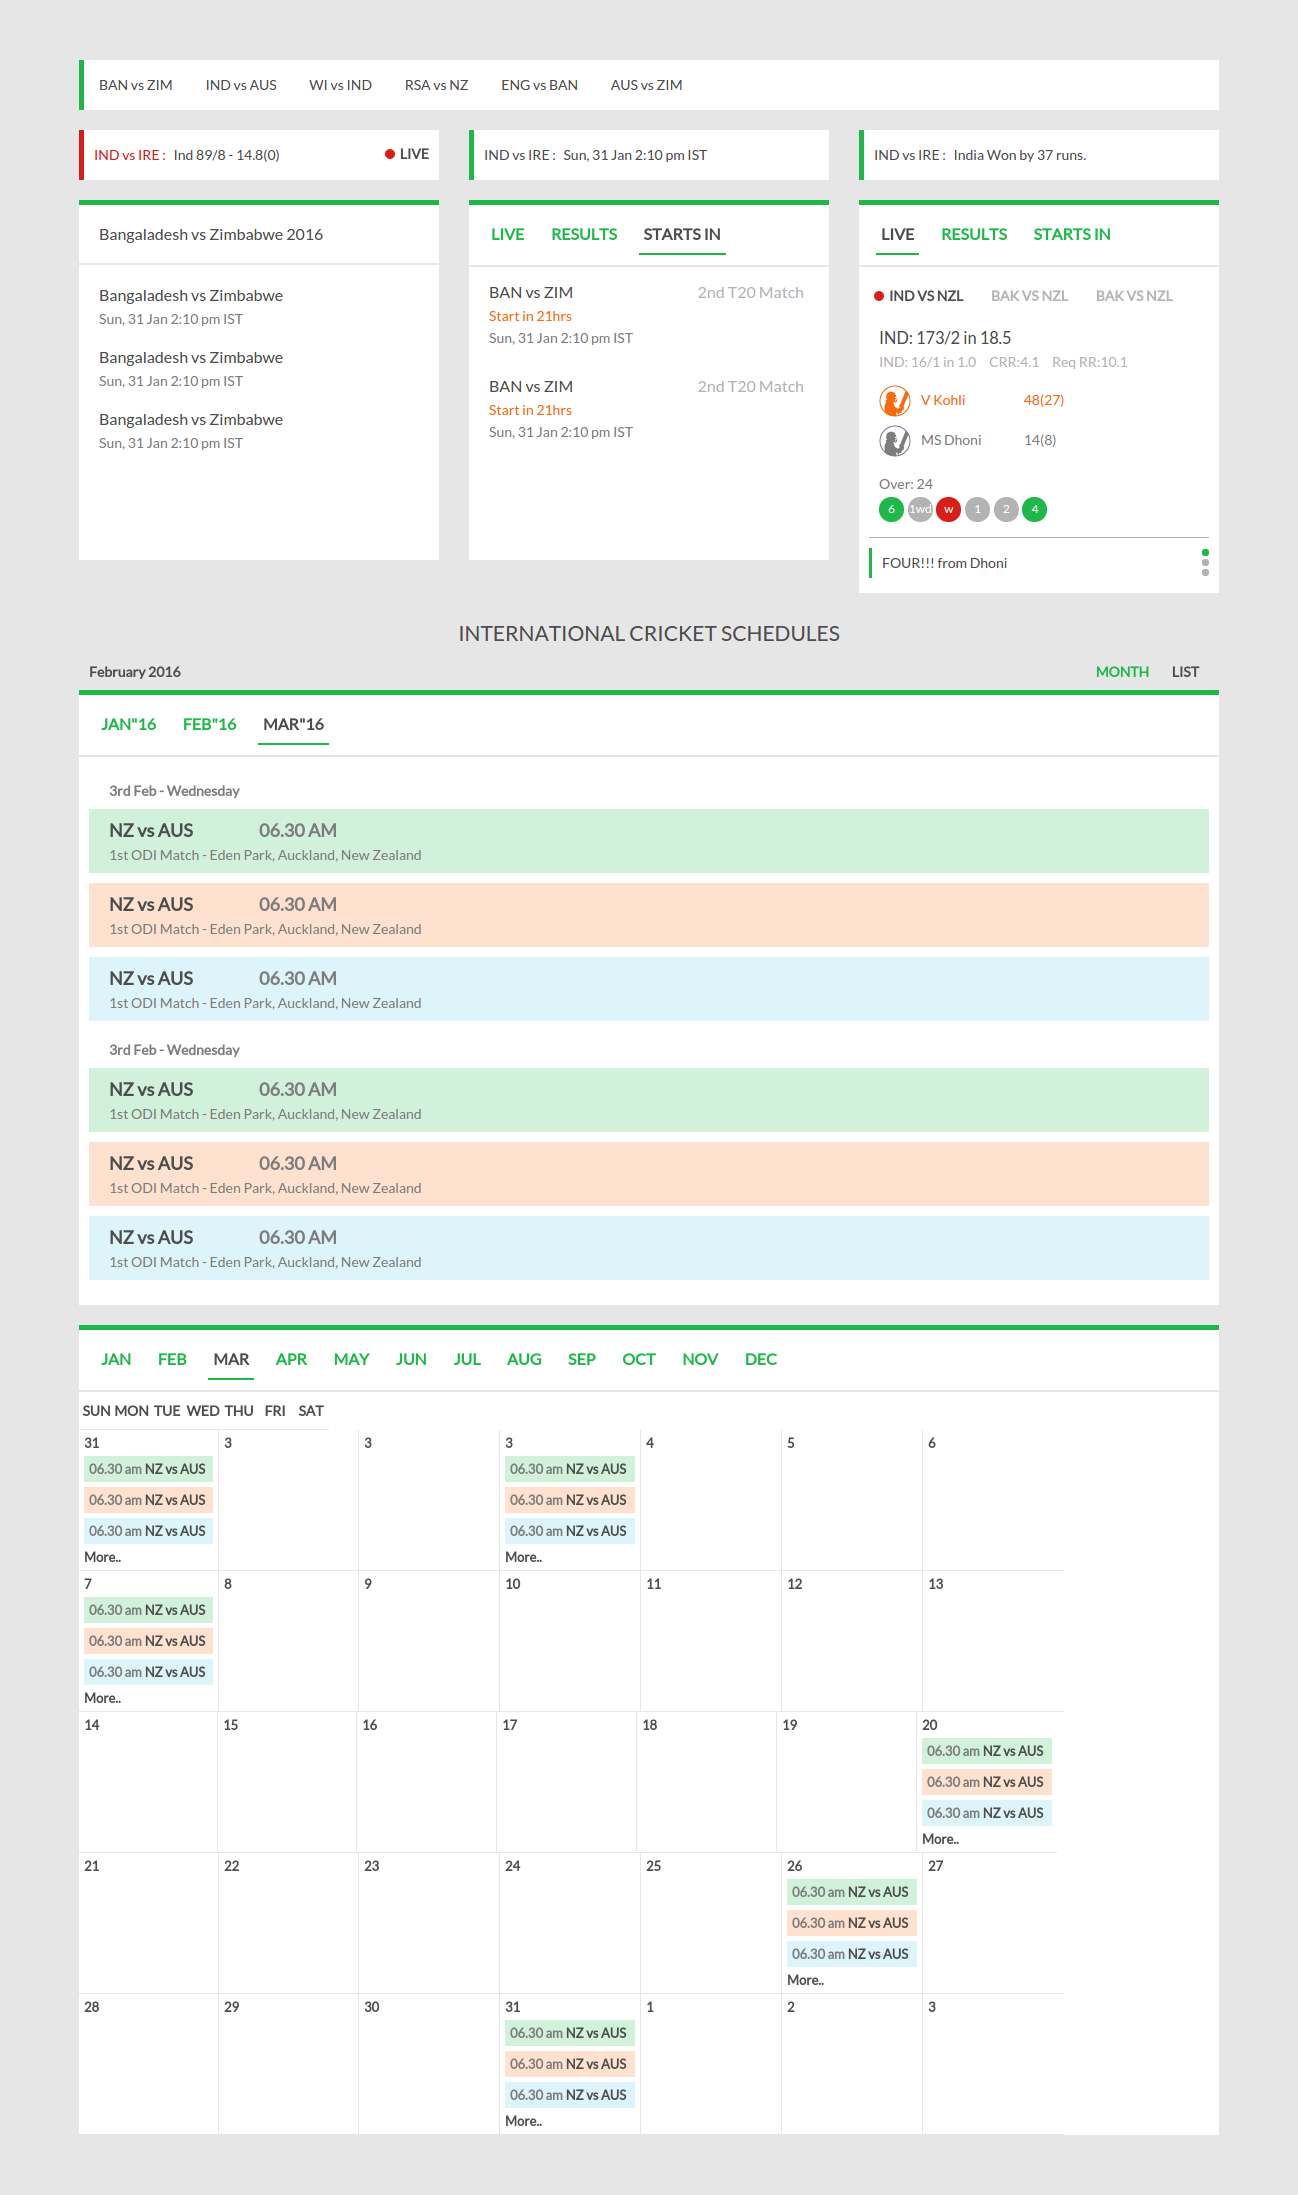 BAN vs ZIM IND vs AUS WI vs IND RSA vs NZ ENG vs BAN AUS vs ZIM
IND vs IRE : Ind 89/8 - 14.8(0) LIVE
IND vs IRE : Sun, 31 Jan 2:10 pm IST
IND vs IRE : India Won by 37 runs.
Bangaladesh vs Zimbabwe 2016
Bangaladesh vs Zimbabwe
Sun, 31 Jan 2:10 pm IST
Bangaladesh vs Zimbabwe
Sun, 31 Jan 2:10 pm IST
Bangaladesh vs Zimbabwe
Sun, 31 Jan 2:10 pm IST
LIVE RESULTS STARTS IN
BAN vs ZIM 2nd T20 Match
Start in 21hrs
Sun, 31 Jan 2:10 pm IST
BAN vs ZIM 2nd T20 Match
Start in 21hrs
Sun, 31 Jan 2:10 pm IST
LIVE RESULTS STARTS IN
IND VS NZL BAK VS NZL BAK VS NZL
IND: 173/2 in 18.5
IND: 16/1 in 1.0 CRR:4.1 Req RR:10.1
V Kohli 48(27)
MS Dhoni 14(8)
Over: 24
6 1wd w 1 2 4
FOUR!!! from Dhoni
INTERNATIONAL CRICKET SCHEDULES
February 2016 MONTH LIST
JAN"16 FEB"16 MAR"16
3rd Feb - Wednesday
NZ vs AUS 06.30 AM
1st ODI Match - Eden Park, Auckland, New Zealand
NZ vs AUS 06.30 AM
1st ODI Match - Eden Park, Auckland, New Zealand
NZ vs AUS 06.30 AM
1st ODI Match - Eden Park, Auckland, New Zealand
3rd Feb - Wednesday
NZ vs AUS 06.30 AM
1st ODI Match - Eden Park, Auckland, New Zealand
NZ vs AUS 06.30 AM
1st ODI Match - Eden Park, Auckland, New Zealand
NZ vs AUS 06.30 AM
1st ODI Match - Eden Park, Auckland, New Zealand
JAN FEB MAR APR MAY JUN JUL AUG SEP OCT NOV DEC
SUN MON TUE WED THU FRI SAT
31 3 3 3 4 5 6
06.30 am NZ vs AUS 06.30 am NZ vs AUS
06.30 am NZ vs AUS 06.30 am NZ vs AUS
06.30 am NZ vs AUS 06.30 am NZ vs AUS
More.. More..
7 8 9 10 11 12 13
06.30 am NZ vs AUS
06.30 am NZ vs AUS
06.30 am NZ vs AUS
More..
14 15 16 17 18 19 20
06.30 am NZ vs AUS
06.30 am NZ vs AUS
06.30 am NZ vs AUS
More..
21 22 23 24 25 26 27
06.30 am NZ vs AUS
06.30 am NZ vs AUS
06.30 am NZ vs AUS
More..
28 29 30 31 1 2 3
06.30 am NZ vs AUS
06.30 am NZ vs AUS
06.30 am NZ vs AUS
More..